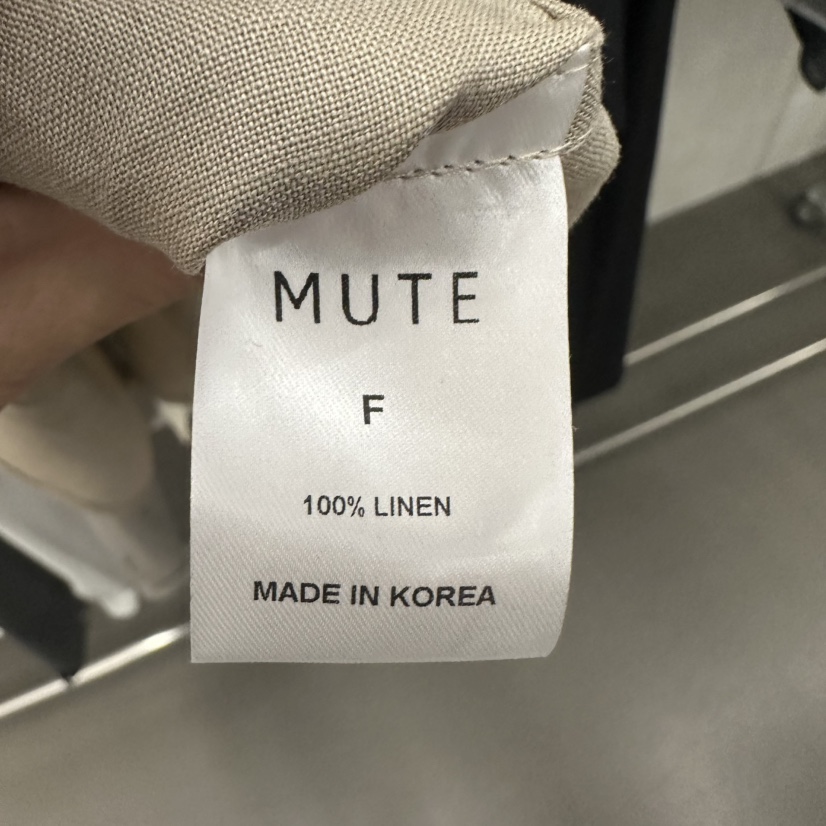 MUTE
F
100% LINEN
MADE IN KOREA